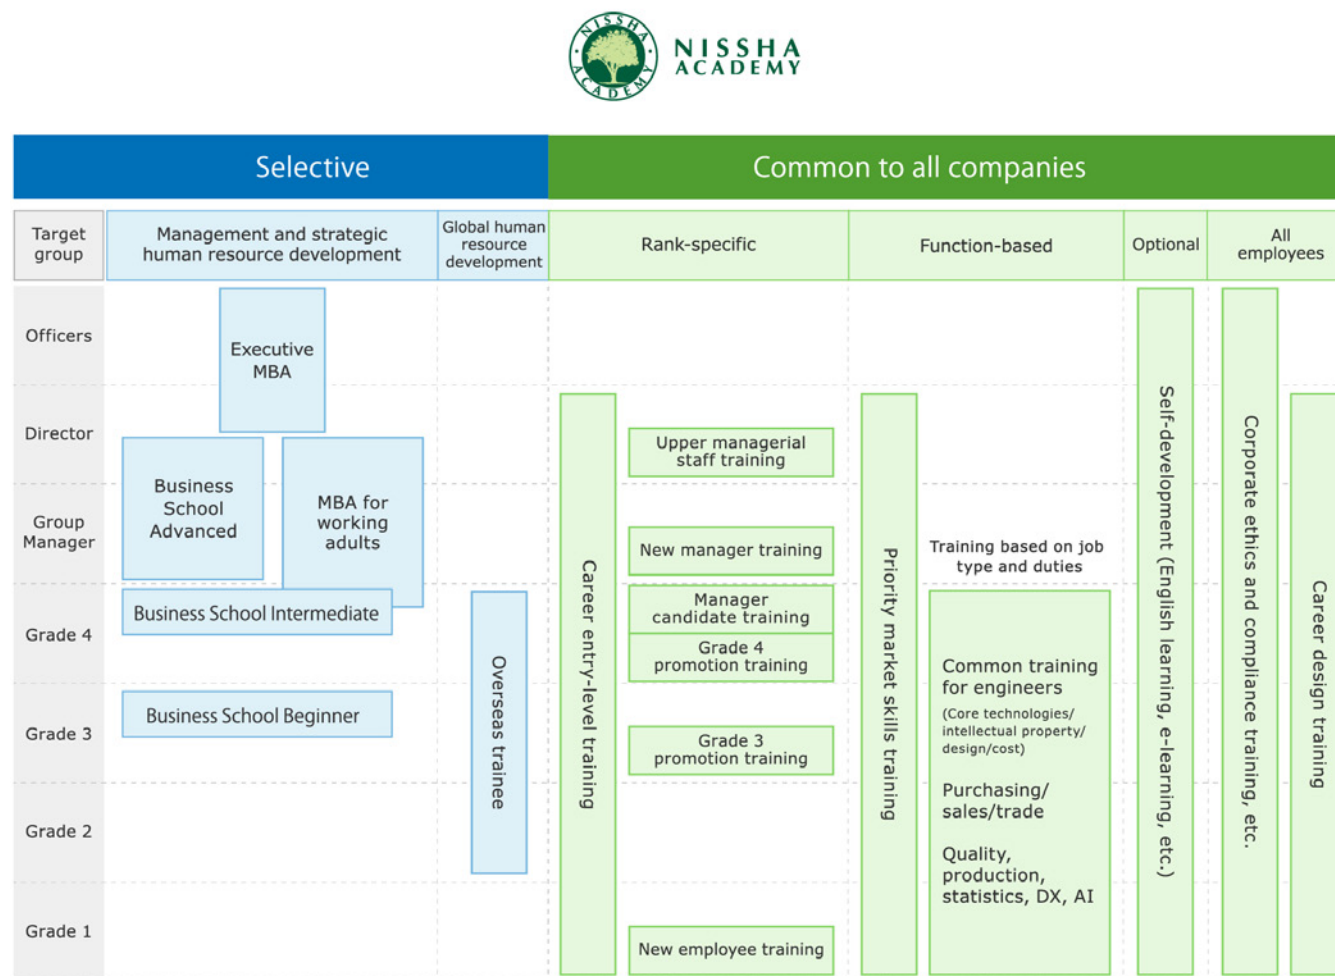 NISSHA
ACADEMY
NISSHA
ACADEMY
Selective
Common to all companies
Target
group
Management and strategic
human resource development
Global human
resource
development
Rank-specific
Function-based
Optional
All
employees
Officers
Director
Group
Manager
Grade 4
Grade 3
Grade 2
Grade 1
Executive
MBA
Business
School
Advanced
MBA for
working
adults
Business School Intermediate
Business School Beginner
Overseas trainee
Career entry-level training
Upper managerial
staff training
New manager training
Manager
candidate training
Grade 4
promotion training
Grade 3
promotion training
New employee training
Priority market skills training
Training based on job
type and duties
Common training
for engineers
(Core technologies/
intellectual property/
design/cost)
Purchasing/
sales/trade
Quality,
production,
statistics, DX, AI
Self-development (English learning, e-learning, etc.)
Corporate ethics and compliance training, etc.
Career design training